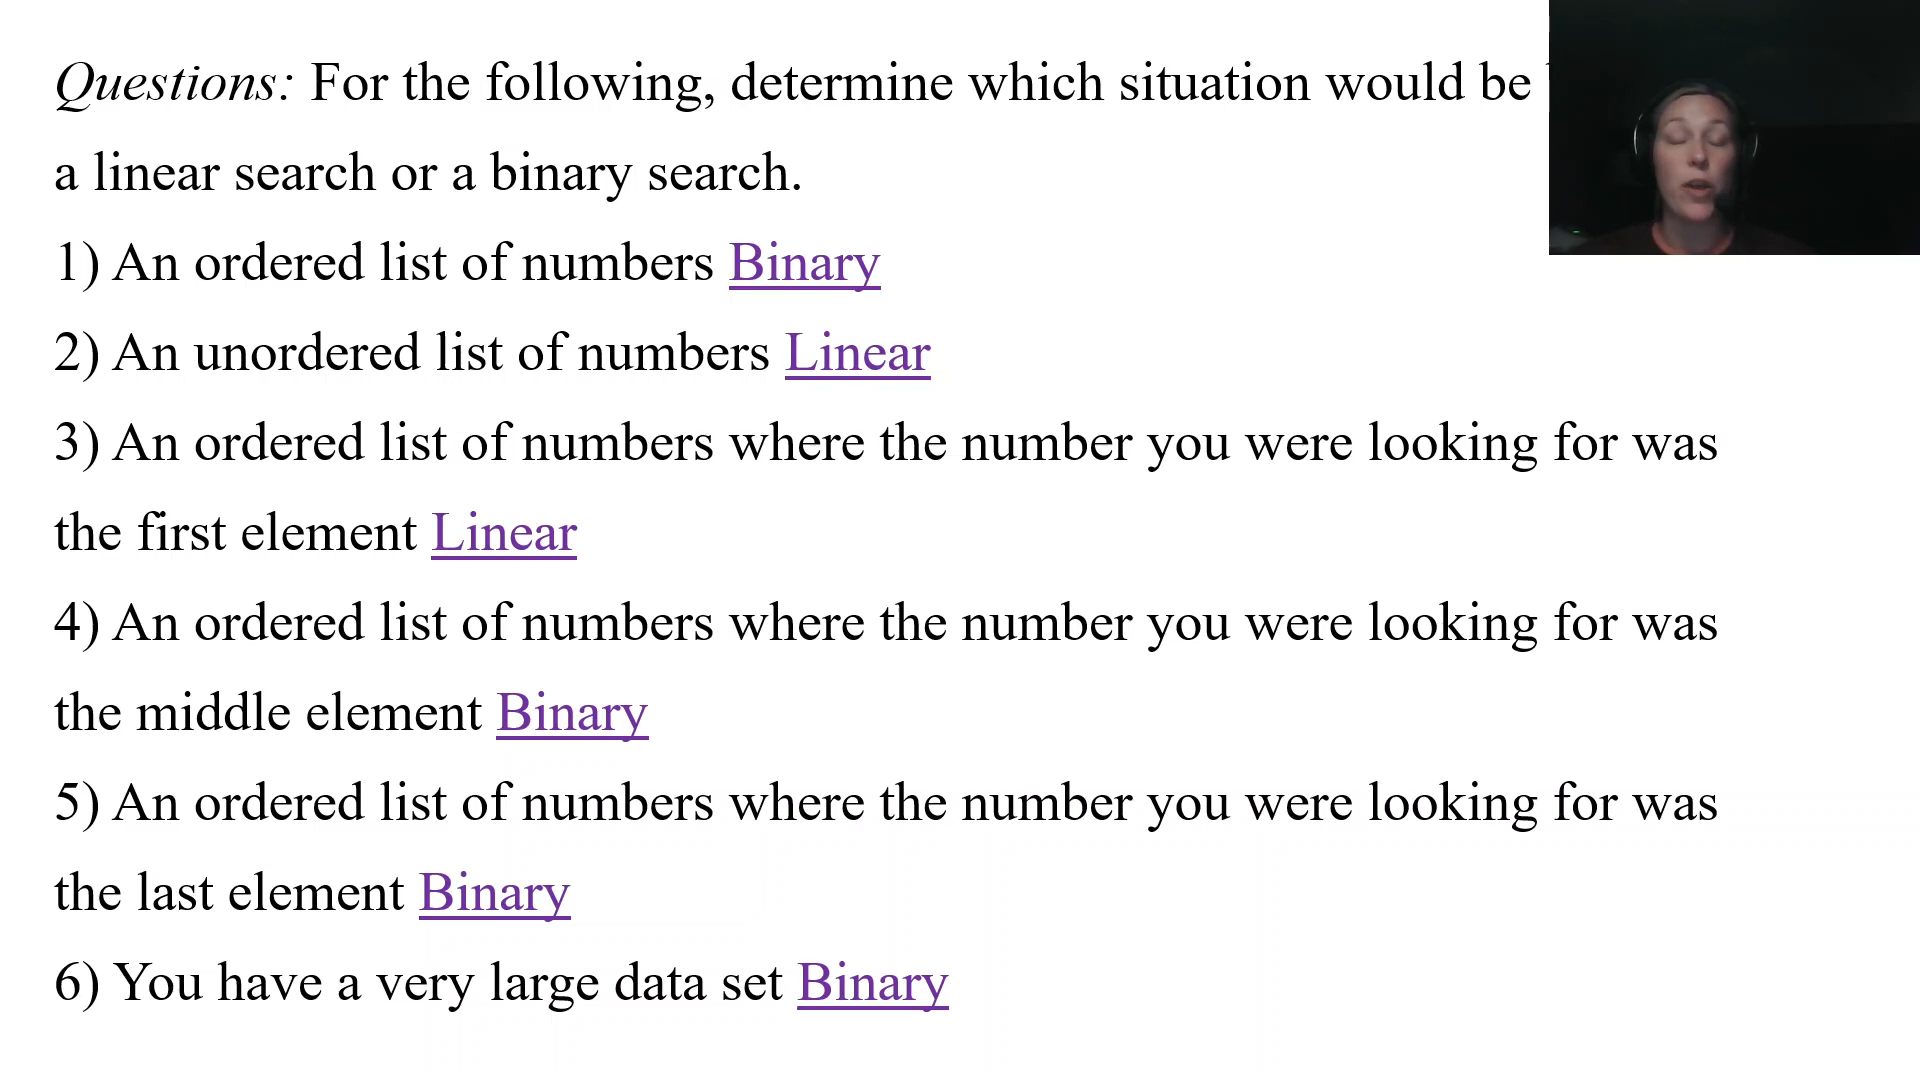 Questions: For the following, determine which situation would be
a linear search or a binary search.
1) An ordered list of numbers Binary
2) An unordered list of numbers Linear
3) An ordered list of numbers where the number you were looking for was
the first element Linear
4) An ordered list of numbers where the number you were looking for was
the middle element Binary
5) An ordered list of numbers where the number you were looking for was
the last element Binary
6) You have a very large data set Binary